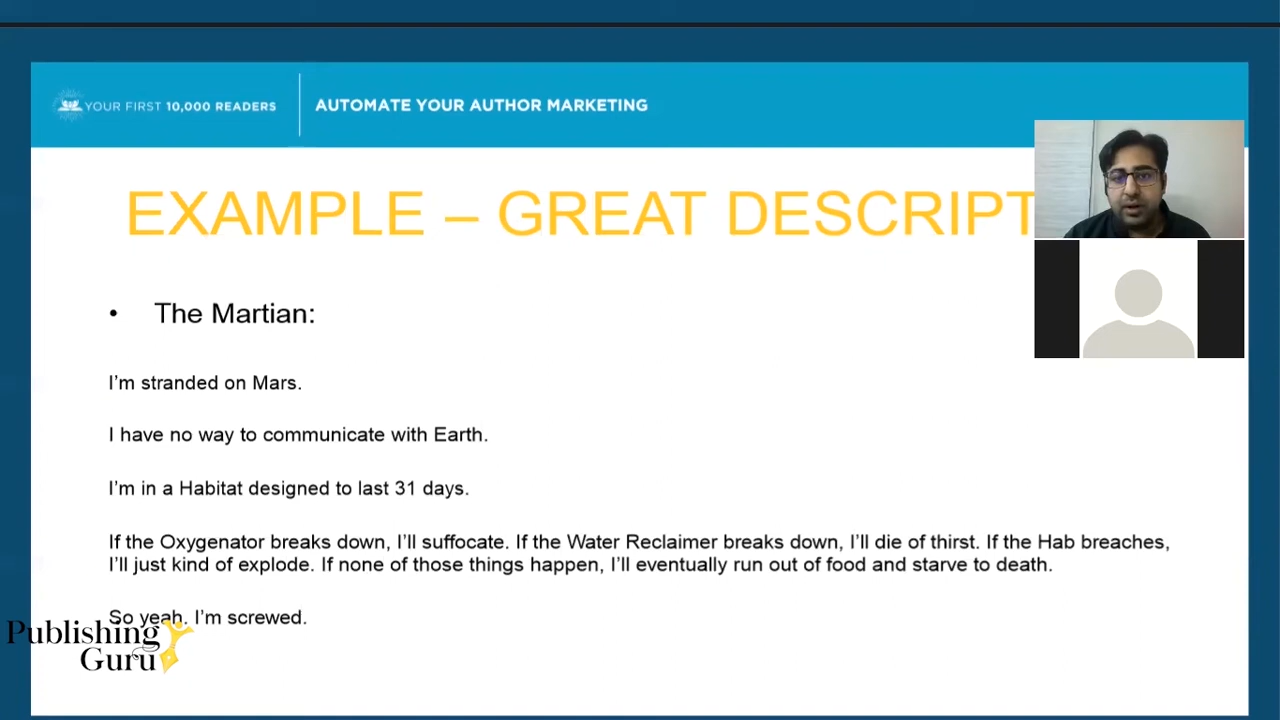 YOUR FIRST 10,000 READERS
AUTOMATE YOUR AUTHOR MARKETING
EXAMPLE – GREAT DESCRIPT
• The Martian:
I'm stranded on Mars.
I have no way to communicate with Earth.
I'm in a Habitat designed to last 31 days.
If the Oxygenator breaks down, I'll suffocate. If the Water Reclaimer breaks down, I'll die of thirst. If the Hab breaches,
I'll just kind of explode. If none of those things happen, I'll eventually run out of food and starve to death.
So yeah. I'm screwed.
Publishing
Guru